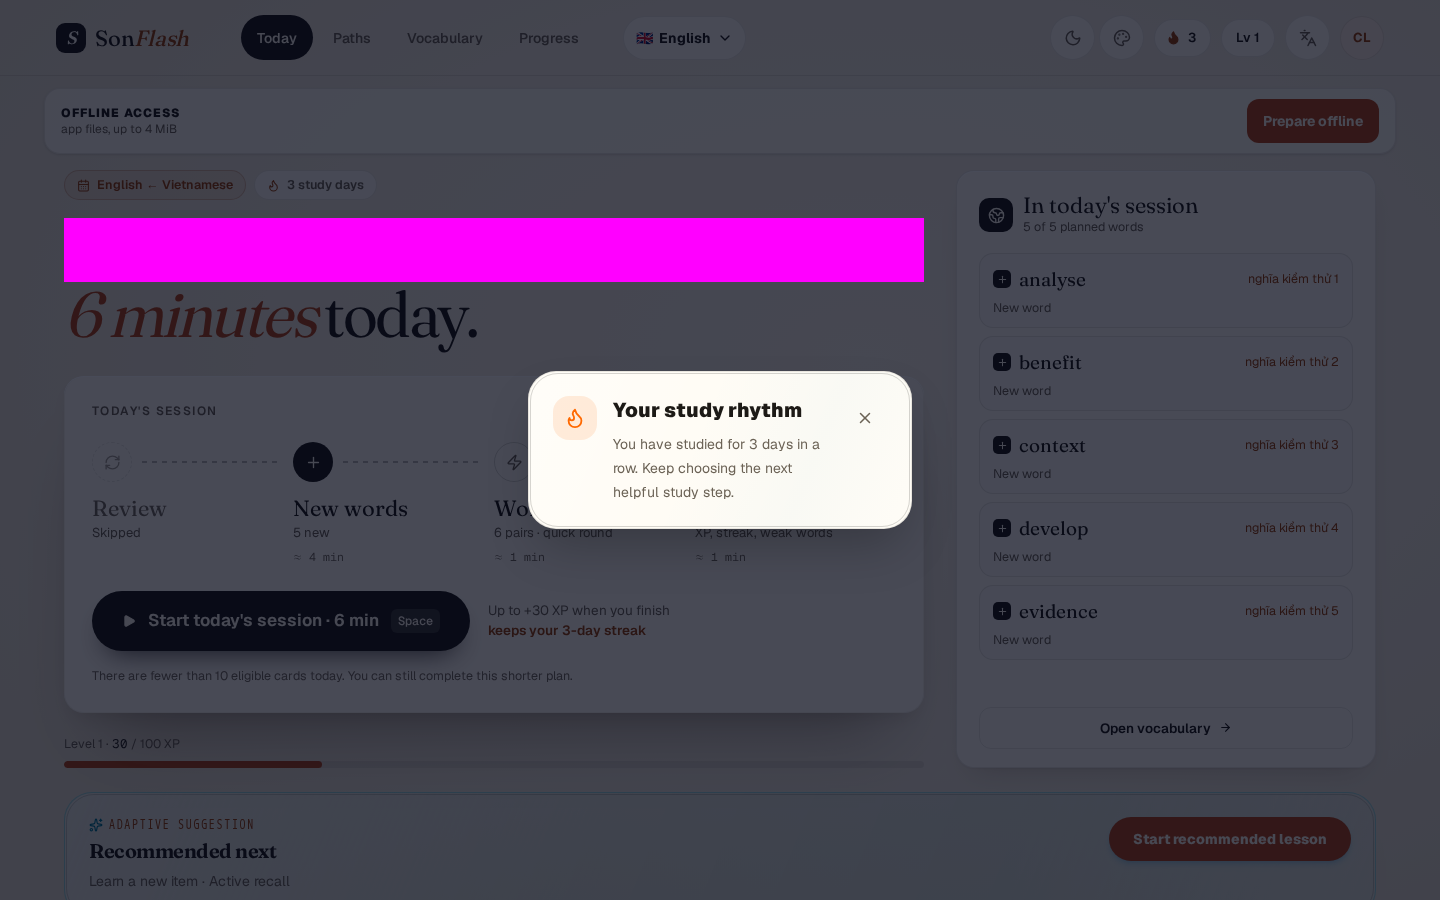 S SonFlash
Today
Paths
Vocabulary
Progress
English
3
Lv 1
CL
OFFLINE ACCESS
app files, up to 4 MiB
Prepare offline
English ← Vietnamese
3 study days
6 minutes today.
TODAY'S SESSION
Review
Skipped
New words
5 new
≈ 4 min
6 pairs · quick round
≈ 1 min
XP, streak, weak words
≈ 1 min
Start today's session · 6 min
Space
Up to +30 XP when you finish
keeps your 3-day streak
There are fewer than 10 eligible cards today. You can still complete this shorter plan.
Level 1 · 30 / 100 XP
Your study rhythm
You have studied for 3 days in a
row. Keep choosing the next
helpful study step.
In today's session
5 of 5 planned words
analyse
nghĩa kiểm thử 1
New word
benefit
nghĩa kiểm thử 2
New word
context
nghĩa kiểm thử 3
New word
develop
nghĩa kiểm thử 4
New word
evidence
nghĩa kiểm thử 5
New word
Open vocabulary →
ADAPTIVE SUGGESTION
Recommended next
Learn a new item · Active recall
Start recommended lesson